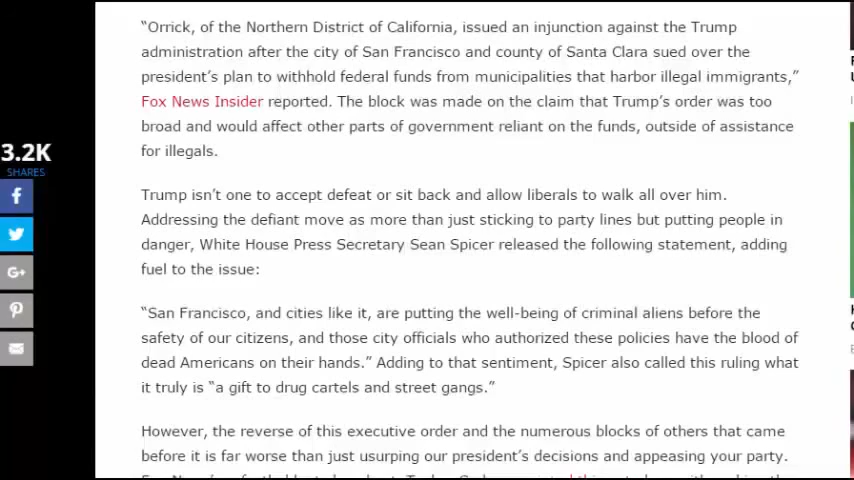 “Orrick, of the Northern District of California, issued an injunction against the Trump
administration after the city of San Francisco and county of Santa Clara sued over the
president’s plan to withhold federal funds from municipalities that harbor illegal immigrants,”
Fox News Insider reported. The block was made on the claim that Trump’s order was too
broad and would affect other parts of government reliant on the funds, outside of assistance
for illegals.
3.2K
SHARES
Trump isn’t one to accept defeat or sit back and allow liberals to walk all over him.
Addressing the defiant move as more than just sticking to party lines but putting people in
danger, White House Press Secretary Sean Spicer released the following statement, adding
fuel to the issue:
G+
“San Francisco, and cities like it, are putting the well-being of criminal aliens before the
safety of our citizens, and those city officials who authorized these policies have the blood of
dead Americans on their hands.” Adding to that sentiment, Spicer also called this ruling what
it truly is “a gift to drug cartels and street gangs.”
However, the reverse of this executive order and the numerous blocks of others that came
before it is far worse than just usurping our president’s decisions and appeasing your party.